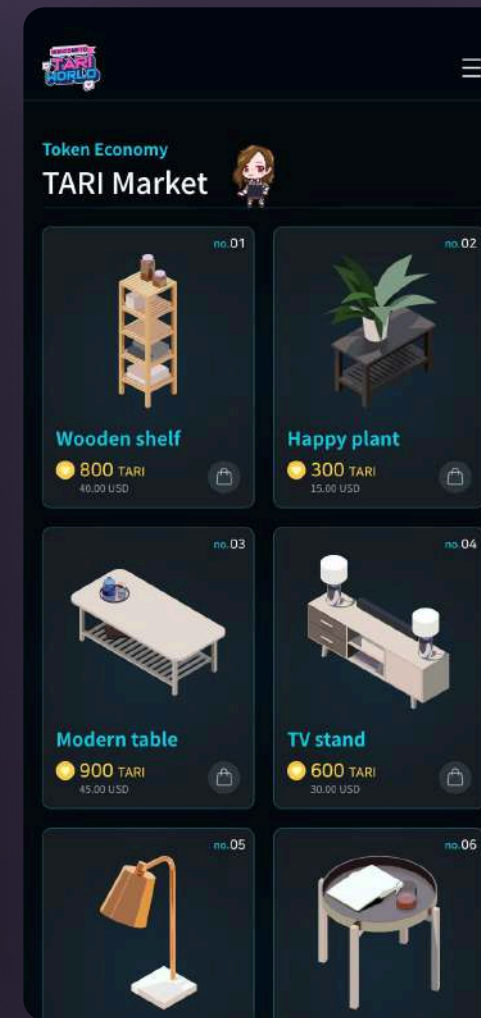 WELCOME TO
TARI
WORLD
Token Economy
TARI Market
no.01
Wooden shelf
800 TARI
40.00 USD
no.02
Happy plant
300 TARI
15.00 USD
no.03
Modern table
900 TARI
45.00 USD
no.04
TV stand
600 TARI
30.00 USD
no.05
no.06